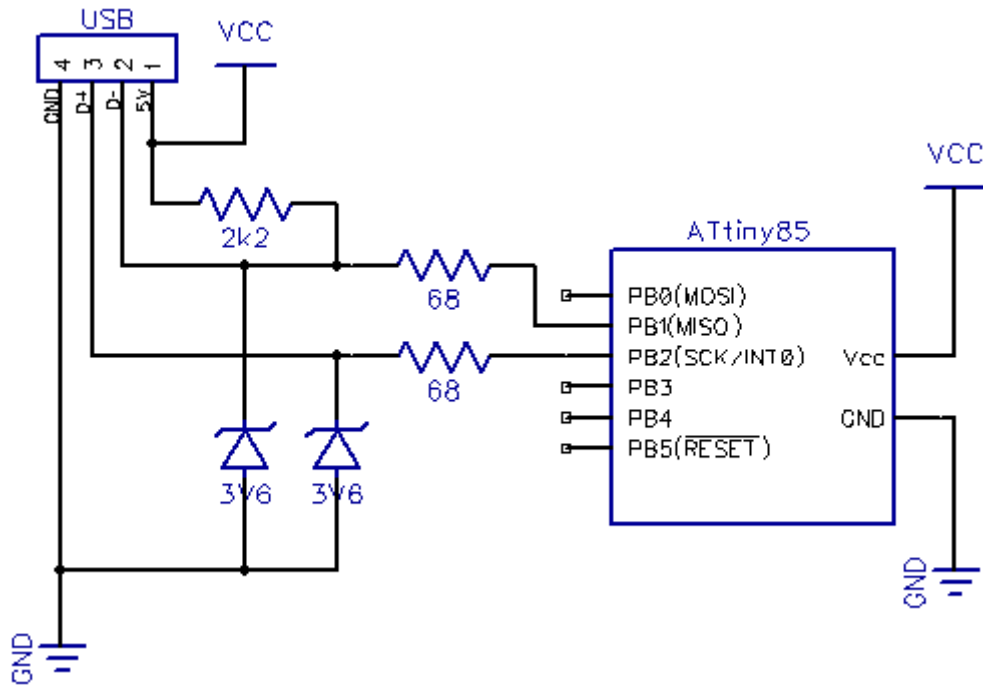 USB
VCC
4 3 2 1
GND D+ D- 5V
2k2
68
68
3V6 3V6
GND
ATtiny85
PB0(MOSI)
PB1(MISO)
PB2(SCK/INT0)
PB3
PB4
PB5(RESET)
Vcc
GND
VCC
GND